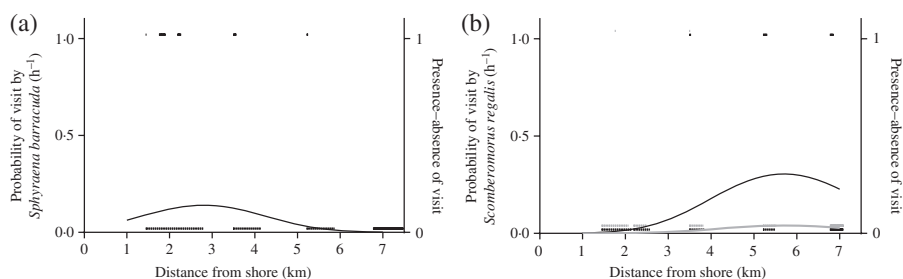 (a)
1·0
0·5
0·0
Probability of visit by
Sphyraena barracuda (h⁻¹)
1
0
Presence–absence of visit
0 1 2 3 4 5 6 7
Distance from shore (km)
(b)
1·0
0·5
0·0
Probability of visit by
Scomberomorus regalis (h⁻¹)
1
0
Presence–absence
of visit
0 1 2 3 4 5 6 7
Distance from shore (km)